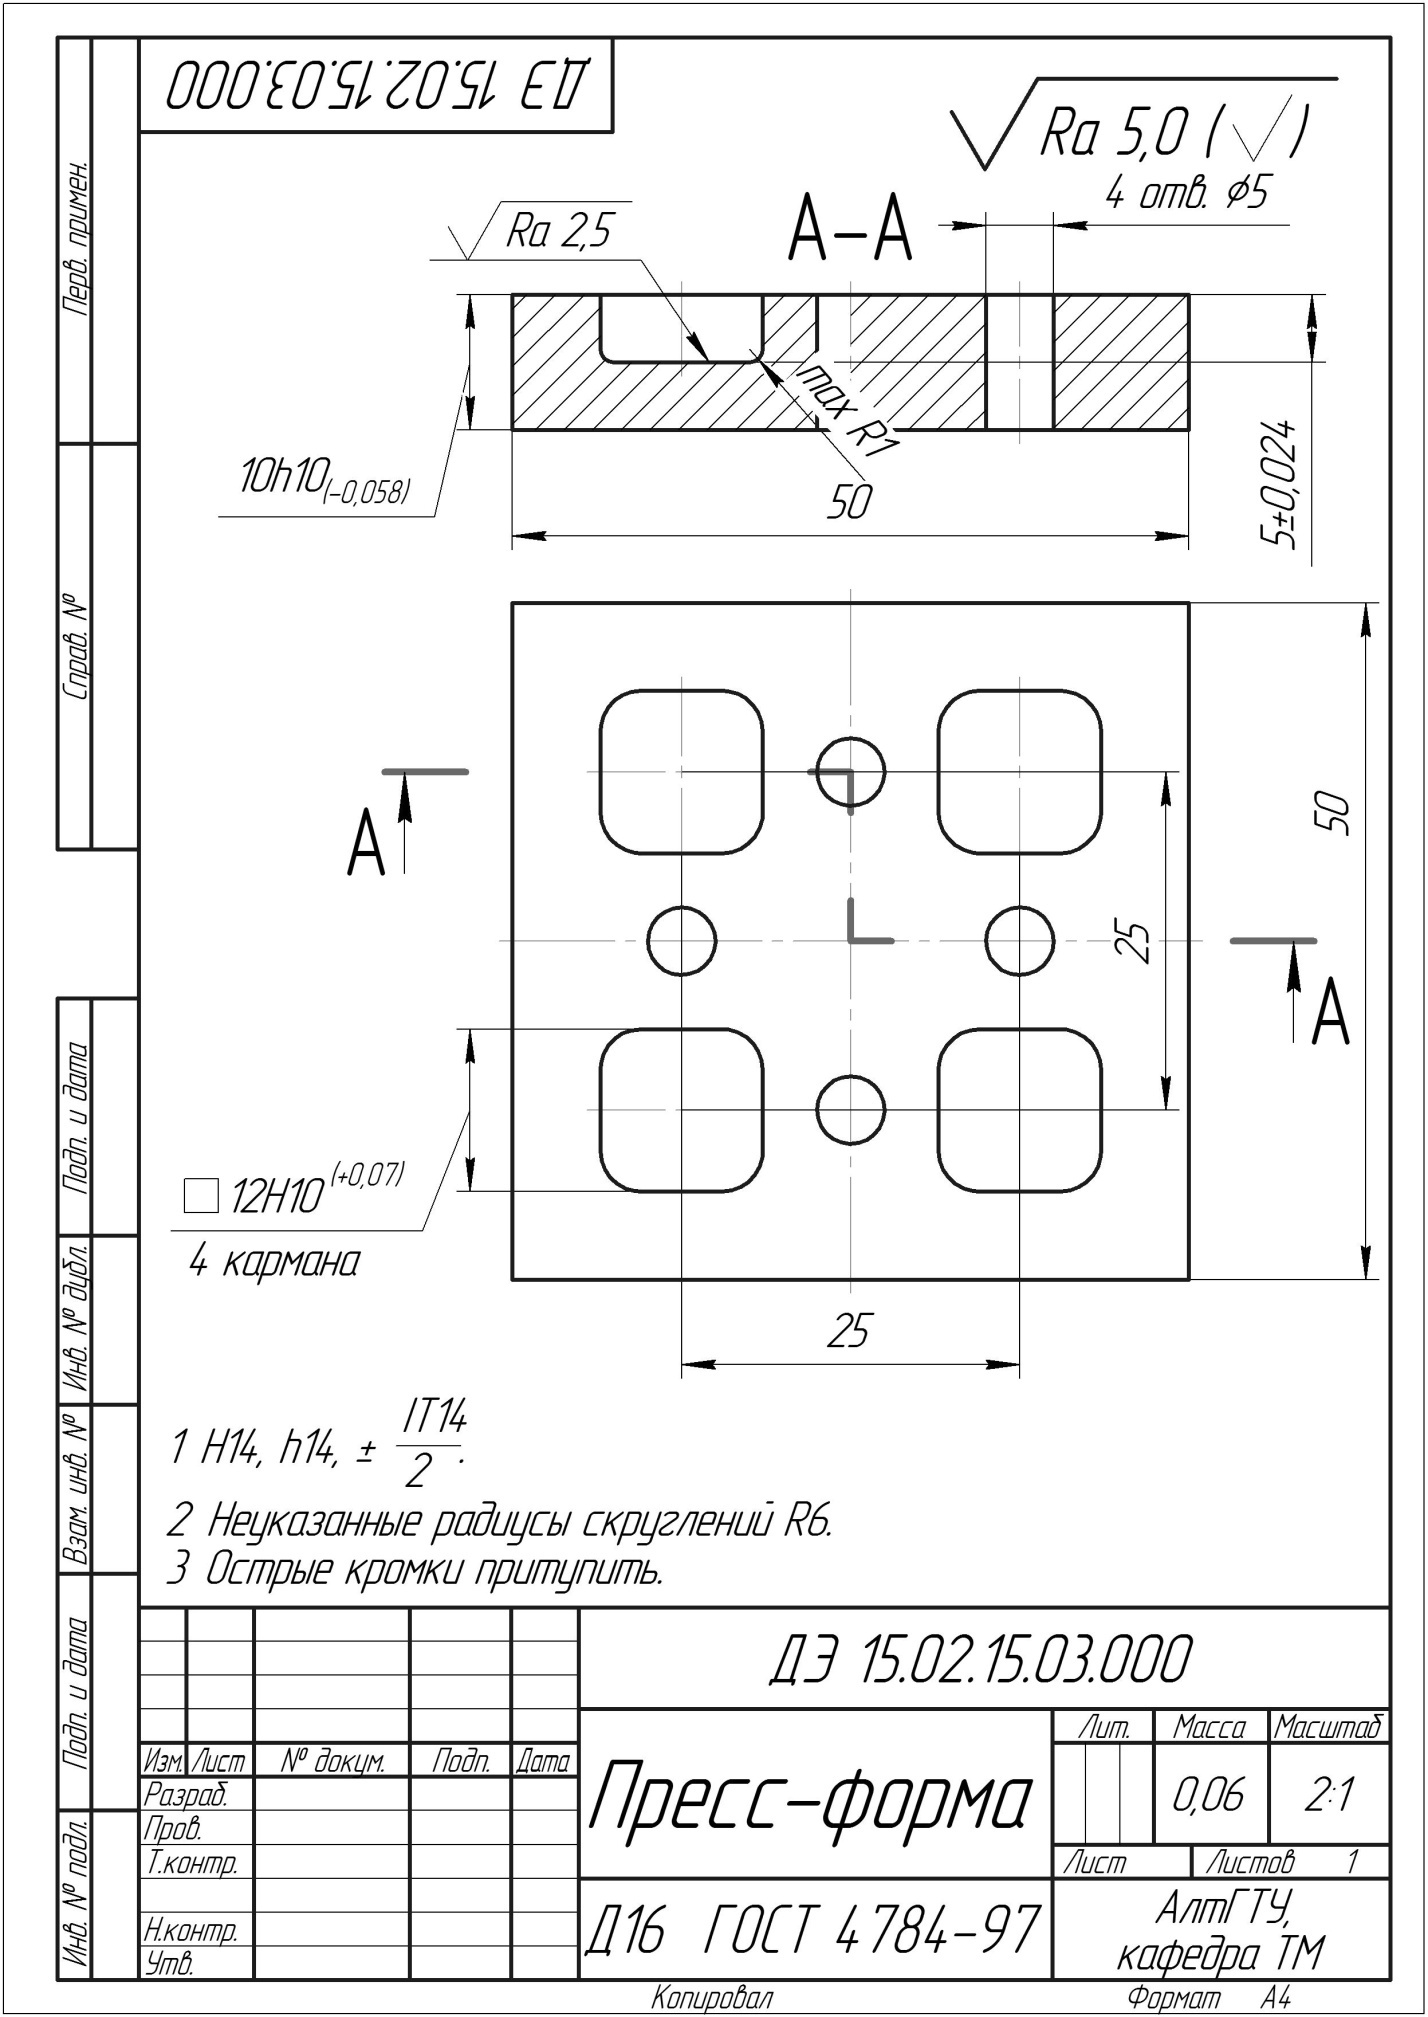 ДЭ 15.02.15.03.000
Ra 5,0 ( )
4 отв. ⌀5
Ra 2,5
А-А
10h10(-0,058)
max R1
50
5±0,024
А
50
25
А
□ 12H10(+0,07)
4 кармана
25
1 H14, h14, ± IT14/2.
2 Неуказанные радиусы скруглений R6.
3 Острые кромки притупить.
Перв. примен.
Справ. №
Подп. и дата
Инв. № дубл.
Взам. инв. №
Подп. и дата
Инв. № подл.
ДЭ 15.02.15.03.000
Изм. Лист № докум. Подп. Дата
Разраб.
Пров.
Т.контр.
Н.контр.
Утв.
Пресс-форма
Лит. Масса Масштаб
0,06 2:1
Лист Листов 1
Д16 ГОСТ 4784-97
АлтГТУ,
кафедра ТМ
Копировал Формат А4